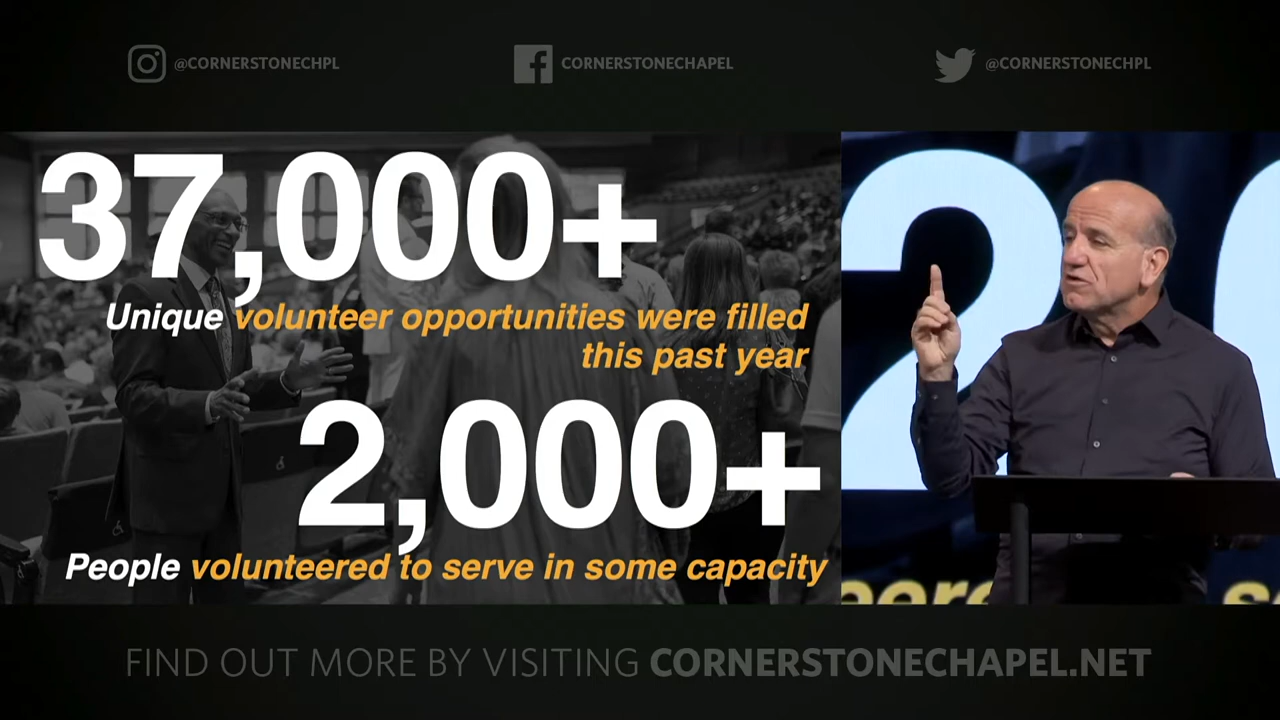 @CORNERSTONECHPL
CORNERSTONECHAPEL
@CORNERSTONECHPL
37,000+
Unique volunteer opportunities were filled
this past year
2,000+
People volunteered to serve in some capacity
2
FIND OUT MORE BY VISITING CORNERSTONECHAPEL.NET